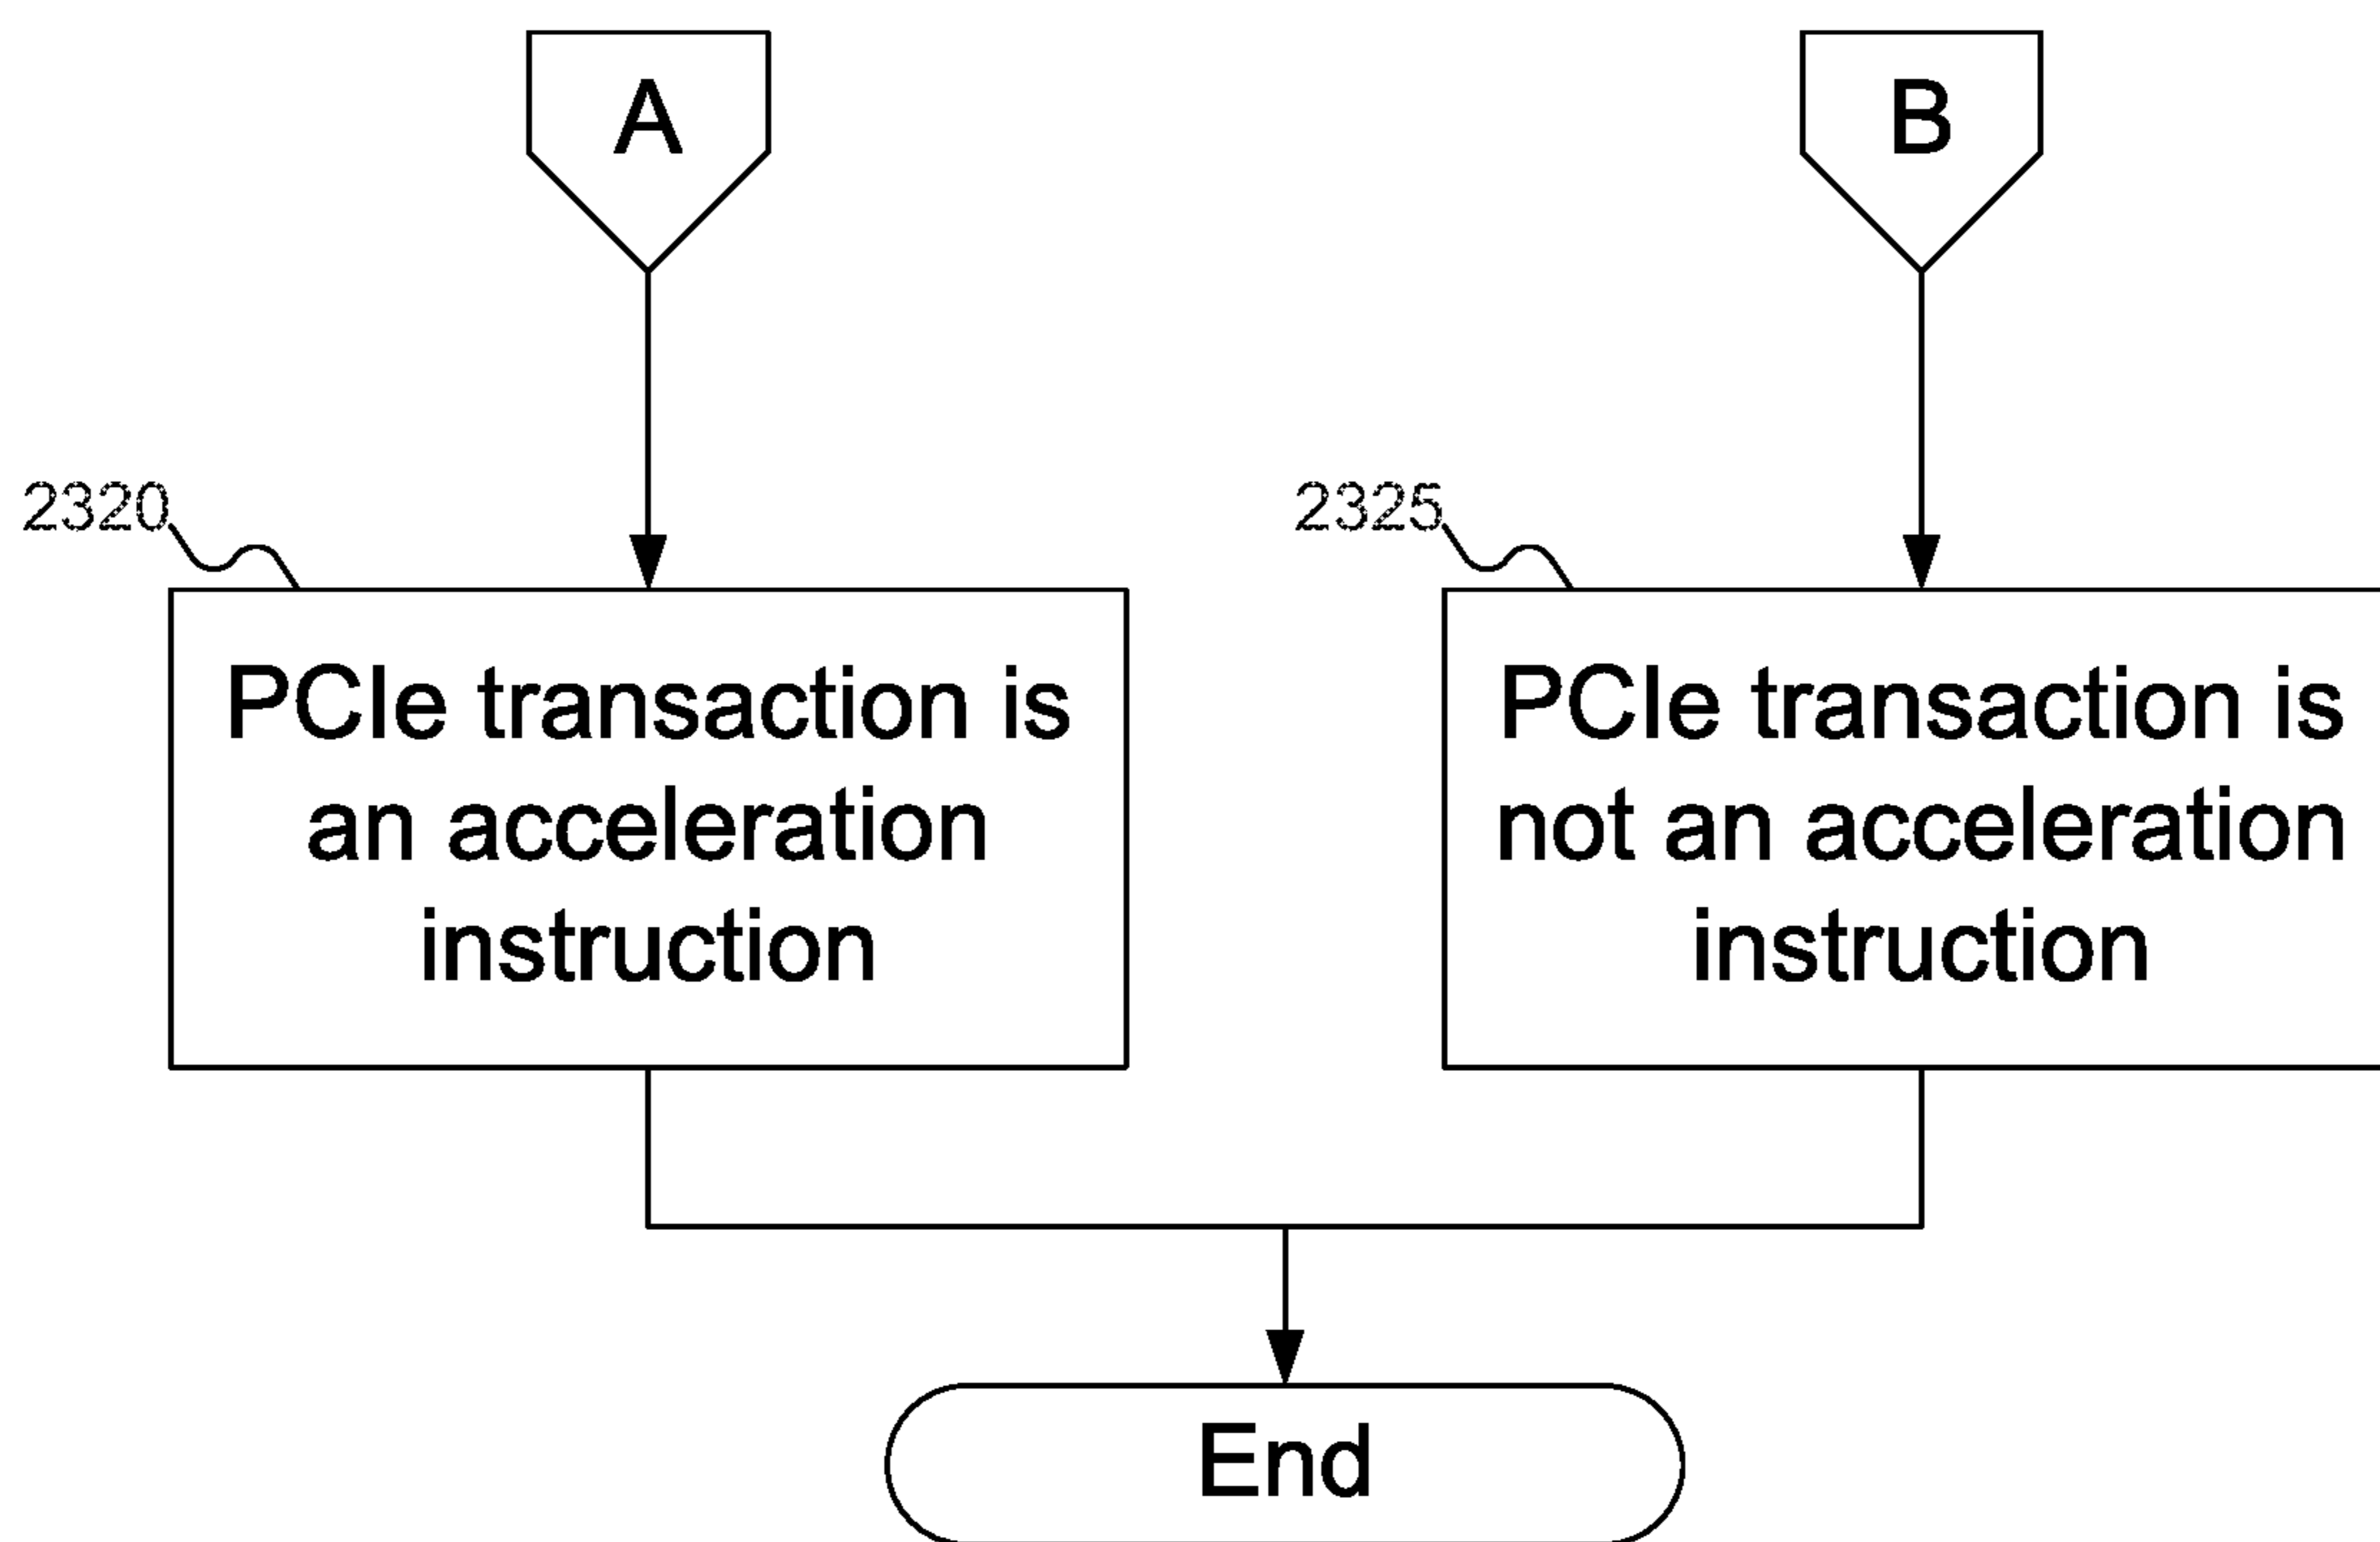 A
B
2320
2325
PCIe transaction is
an acceleration
instruction
PCIe transaction is
not an acceleration
instruction
End